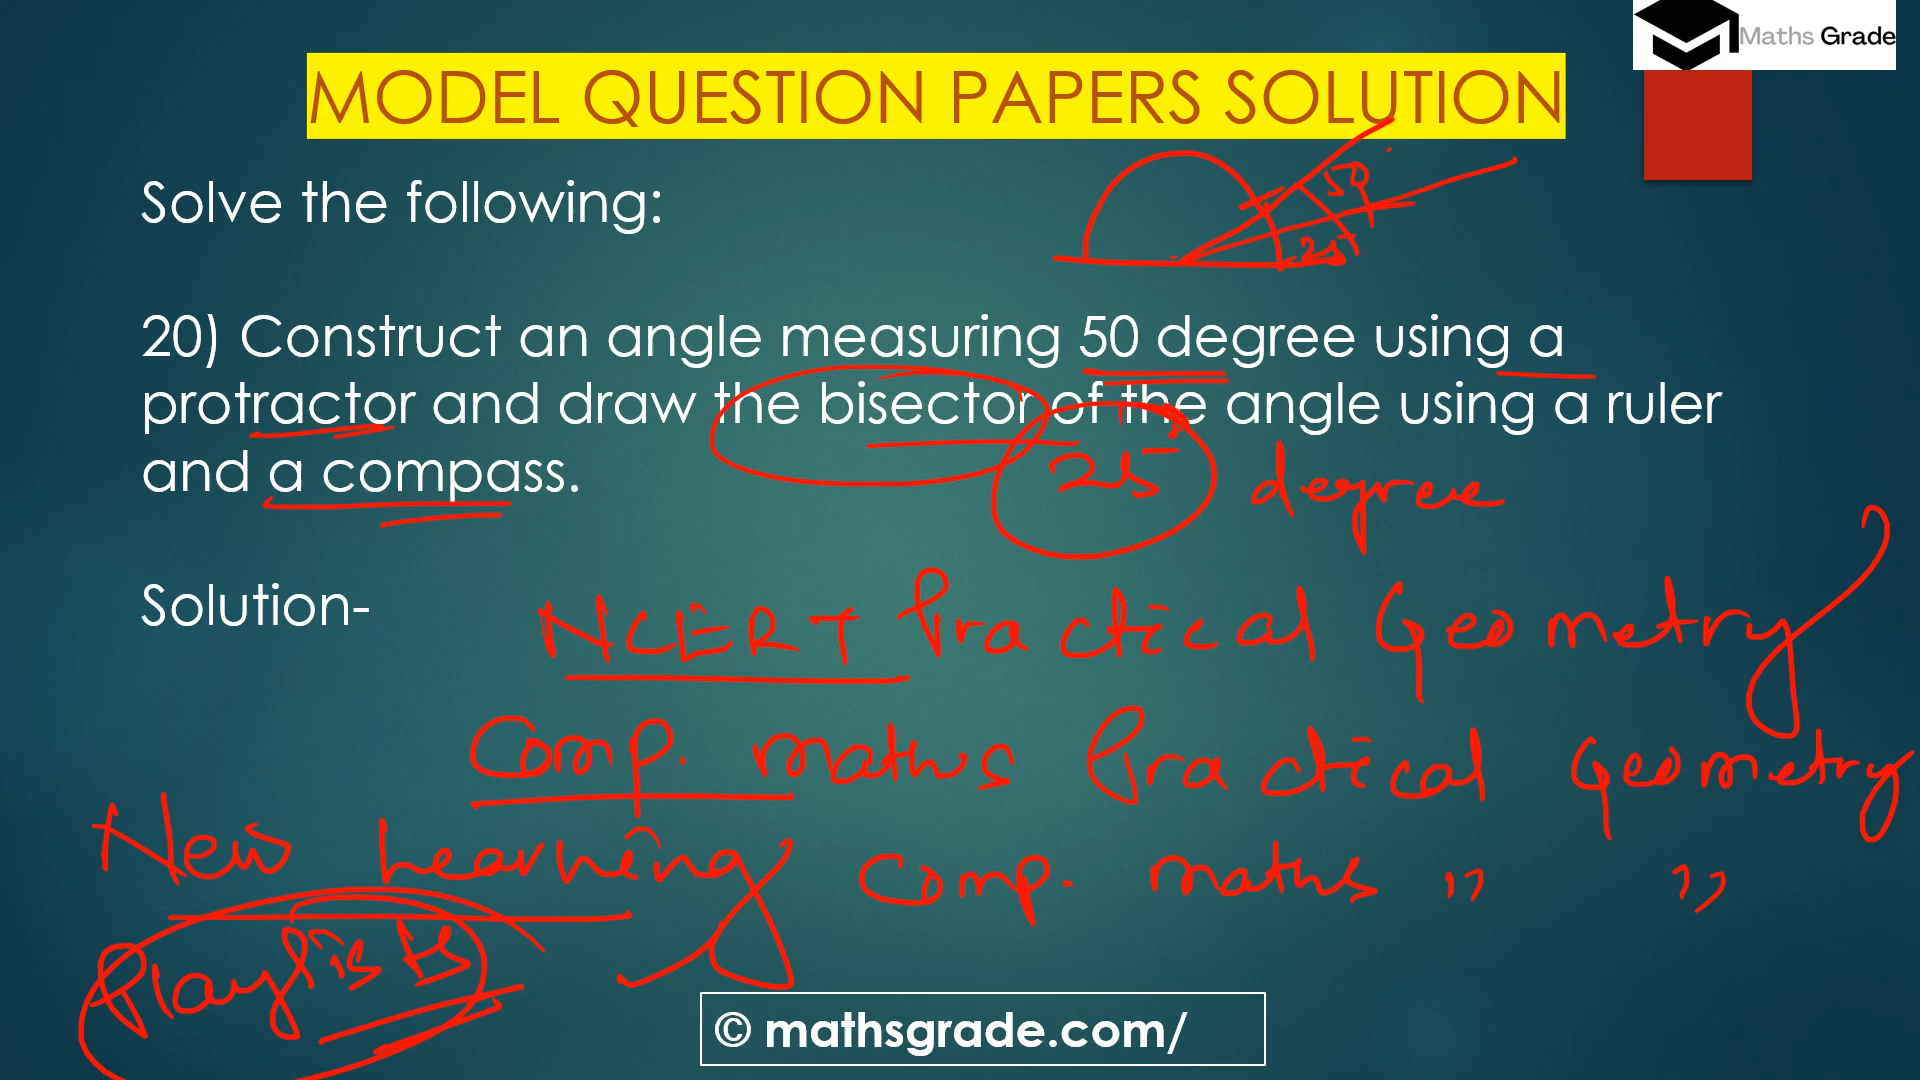 Maths Grade
MODEL QUESTION PAPERS SOLUTION
Solve the following:
50°
25°
20) Construct an angle measuring 50 degree using a
protractor and draw the bisector of the angle using a ruler
and a compass.
25° degree
Solution-
NCERT Practical Geometry
Comp. maths Practical Geometry
New Learning Comp. maths " "
Playlists
© mathsgrade.com/